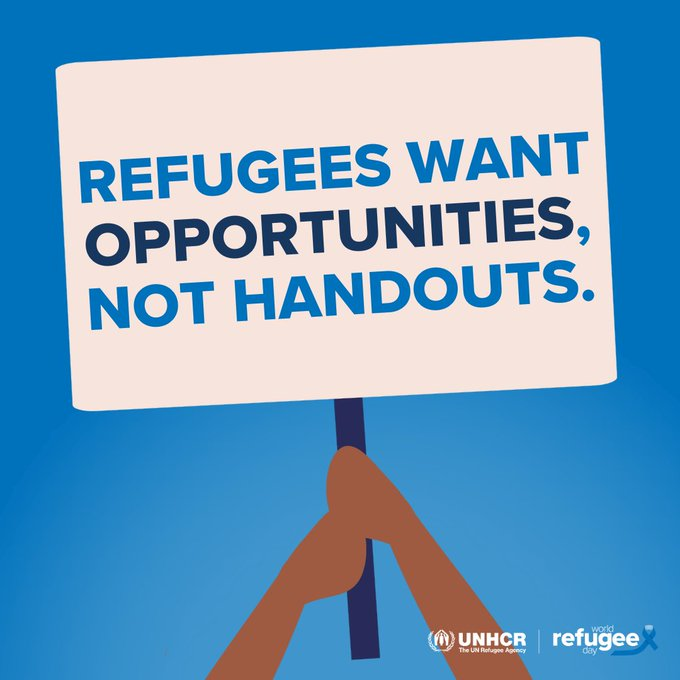 REFUGEES WANT
OPPORTUNITIES,
NOT HANDOUTS.
UNHCR
The UN Refugee Agency
world
refugee
day